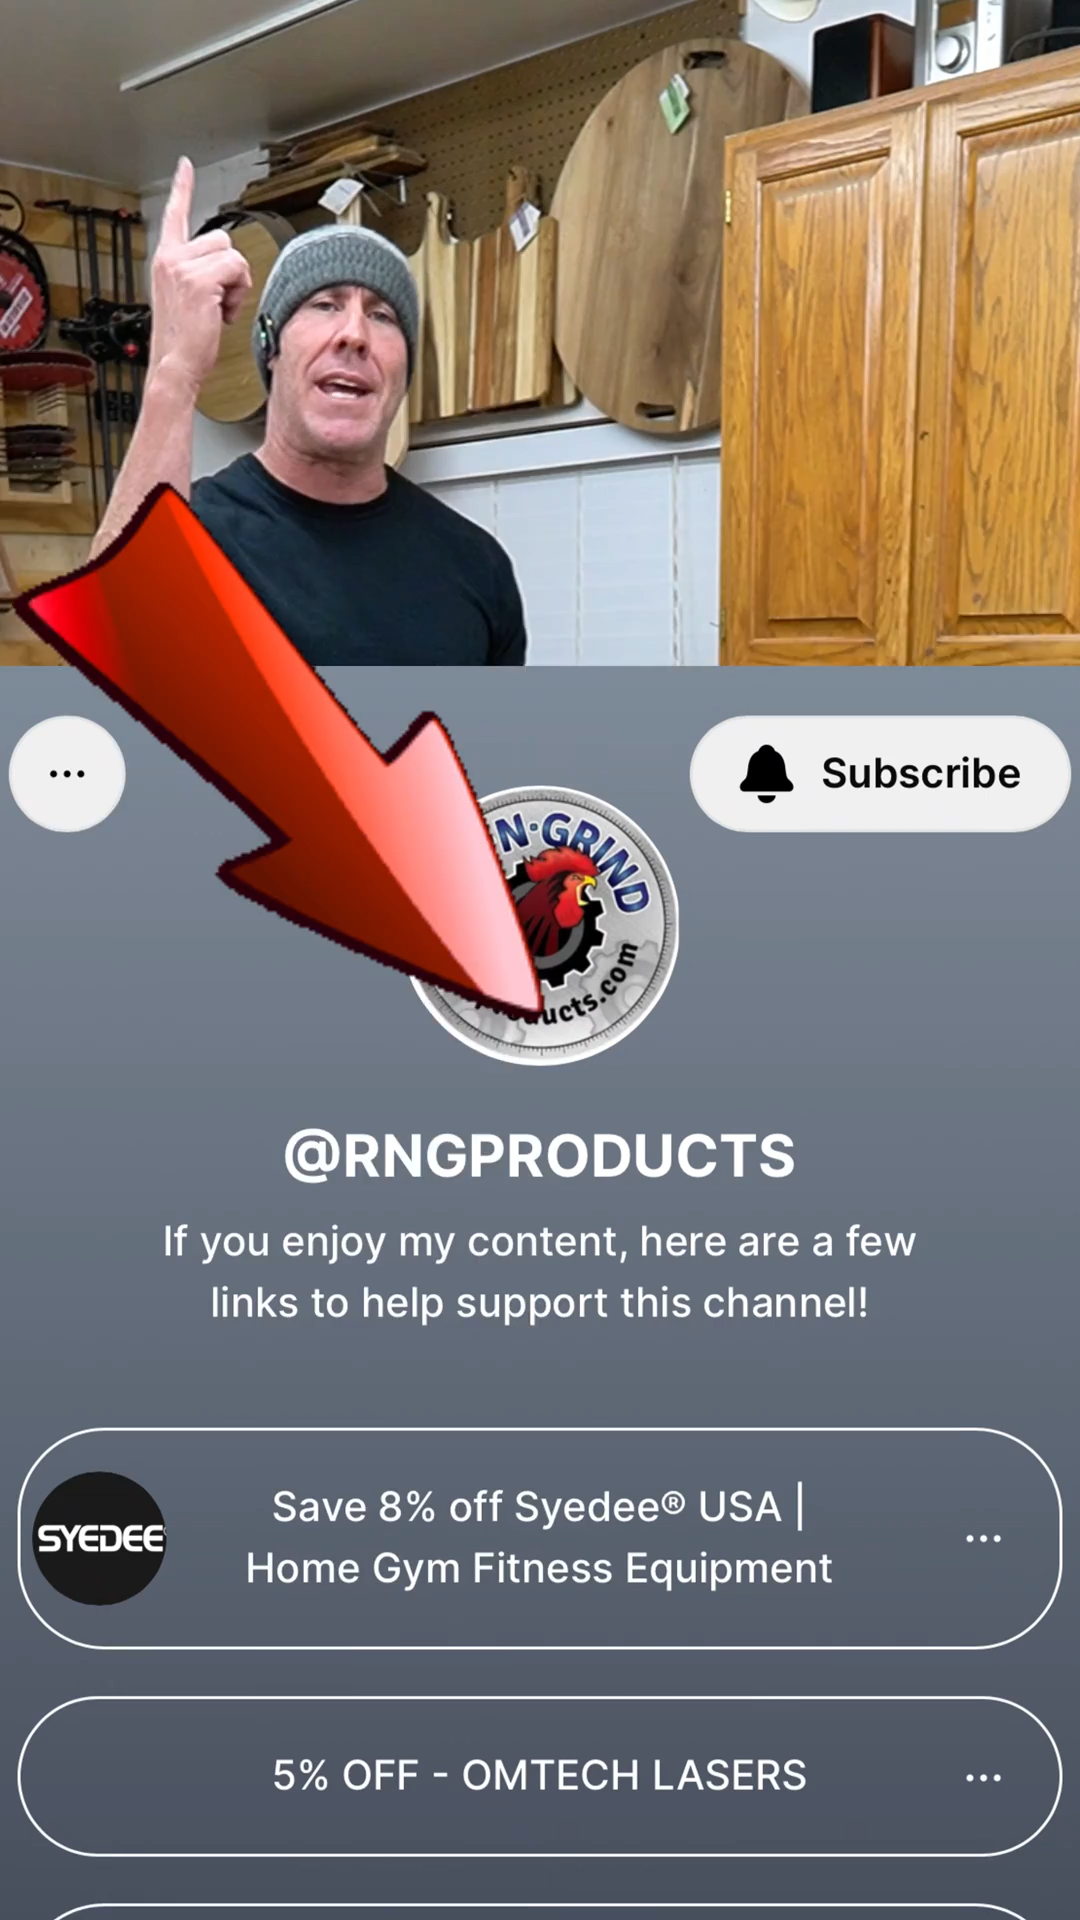 Subscribe
N·GRIND
ucts.com
@RNGPRODUCTS
If you enjoy my content, here are a few
links to help support this channel!
SYEDEE
Save 8% off Syedee® USA |
Home Gym Fitness Equipment
5% OFF - OMTECH LASERS